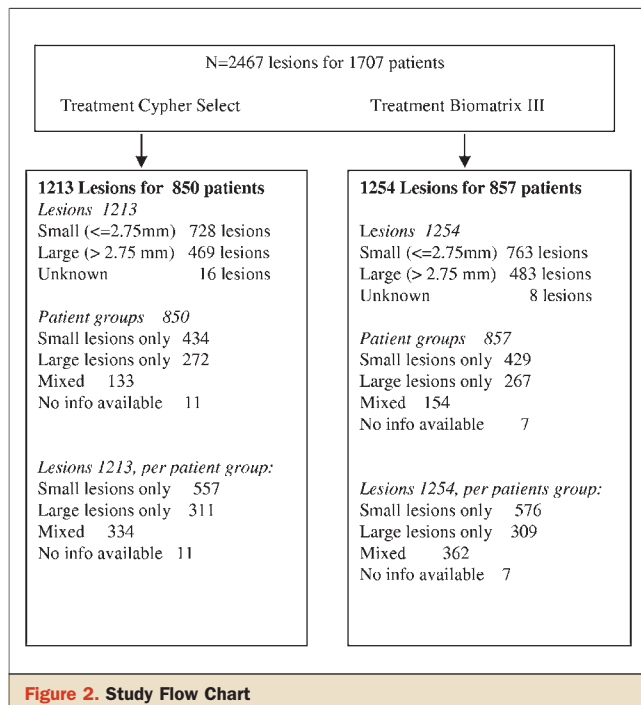 N=2467 lesions for 1707 patients
Treatment Cypher Select
Treatment Biomatrix III
1213 Lesions for 850 patients
Lesions 1213
Small (<=2.75mm) 728 lesions
Large (> 2.75 mm) 469 lesions
Unknown 16 lesions
Patient groups 850
Small lesions only 434
Large lesions only 272
Mixed 133
No info available 11
Lesions 1213, per patient group:
Small lesions only 557
Large lesions only 311
Mixed 334
No info available 11
1254 Lesions for 857 patients
Lesions 1254
Small (<=2.75mm) 763 lesions
Large (> 2.75 mm) 483 lesions
Unknown 8 lesions
Patient groups 857
Small lesions only 429
Large lesions only 267
Mixed 154
No info available 7
Lesions 1254, per patients group:
Small lesions only 576
Large lesions only 309
Mixed 362
No info available 7
Figure 2. Study Flow Chart